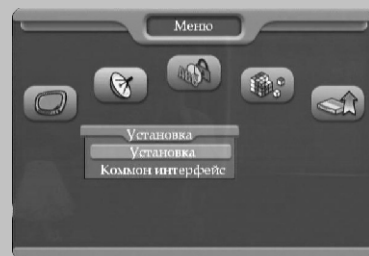 Меню
Установка
Установка
Коммон интерфейс